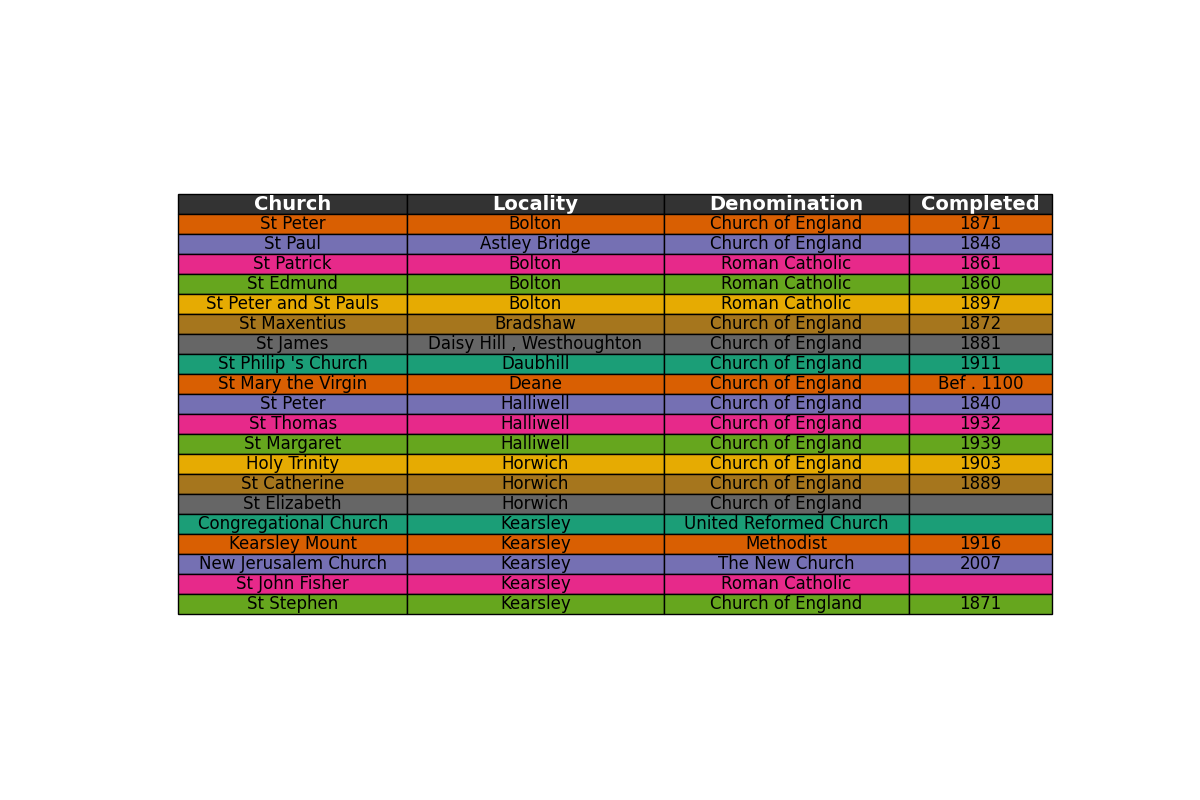 Church Locality Denomination Completed
St Peter Bolton Church of England 1871
St Paul Astley Bridge Church of England 1848
St Patrick Bolton Roman Catholic 1861
St Edmund Bolton Roman Catholic 1860
St Peter and St Pauls Bolton Roman Catholic 1897
St Maxentius Bradshaw Church of England 1872
St James Daisy Hill , Westhoughton Church of England 1881
St Philip 's Church Daubhill Church of England 1911
St Mary the Virgin Deane Church of England Bef . 1100
St Peter Halliwell Church of England 1840
St Thomas Halliwell Church of England 1932
St Margaret Halliwell Church of England 1939
Holy Trinity Horwich Church of England 1903
St Catherine Horwich Church of England 1889
St Elizabeth Horwich Church of England
Congregational Church Kearsley United Reformed Church
Kearsley Mount Kearsley Methodist 1916
New Jerusalem Church Kearsley The New Church 2007
St John Fisher Kearsley Roman Catholic
St Stephen Kearsley Church of England 1871